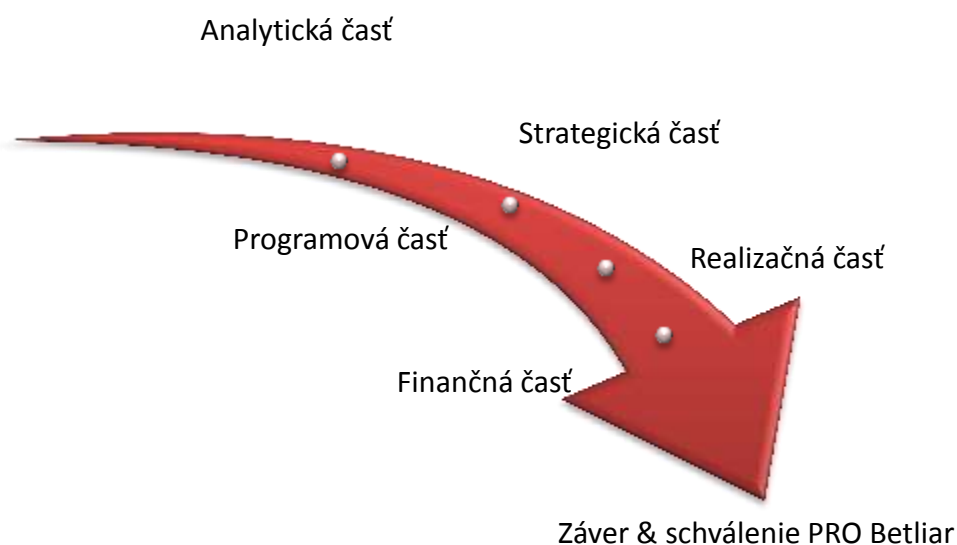 Analytická časť
Strategická časť
Programová časť
Realizačná časť
Finančná časť
Záver & schválenie PRO Betliar